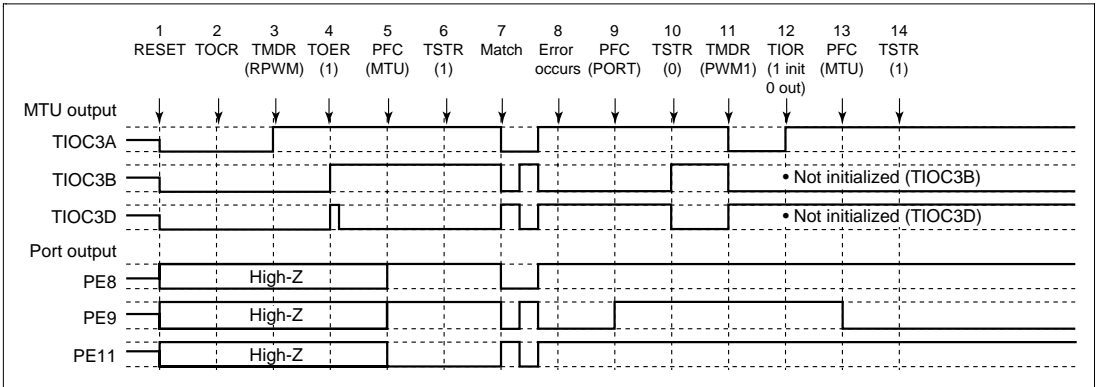 1 2 3 4 5 6 7 8 9 10 11 12 13 14
RESET TOCR TMDR TOER PFC TSTR Match Error PFC TSTR TMDR TIOR PFC TSTR
(RPWM) (1) (MTU) (1) occurs (PORT) (0) (PWM1) (1 init (MTU) (1)
0 out)
MTU output
TIOC3A
TIOC3B
• Not initialized (TIOC3B)
TIOC3D
• Not initialized (TIOC3D)
Port output
PE8
High-Z
PE9
High-Z
PE11
High-Z